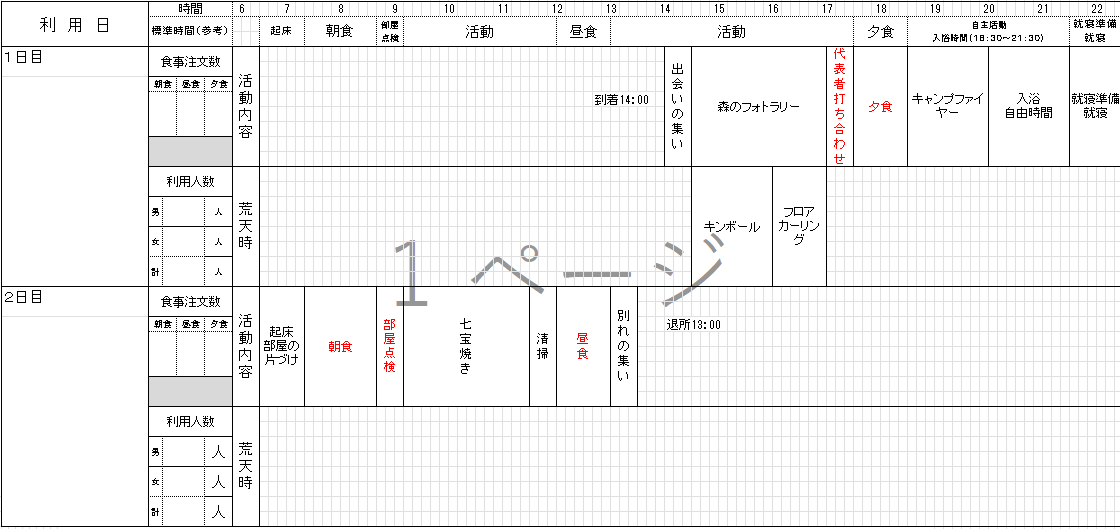 利用日 時間 6 7 8 9 10 11 12 13 14 15 16 17 18 19 20 21 22
標準時間(参考) 起床 朝食 部屋点検 活動 昼食 活動 夕食 自主活動 入浴時間(18:30~21:30) 就寝準備 就寝
1日目
食事注文数
朝食 昼食 夕食
活動内容
到着14:00
出会いの集い
森のフォトラリー
代表者打ち合わせ
夕食
キャンプファイ
ヤー
入浴
自由時間
就寝準備
就寝
利用人数
男 人
女 人
計 人
荒天時
キンボール
フロア
カーリン
グ
1 ページ
2日目
食事注文数
朝食 昼食 夕食
活動内容
起床
部屋の
片づけ
朝食
部屋点検
七宝焼き
清掃
昼食
別れの集い
退所13:00
利用人数
男 人
女 人
計 人
荒天時